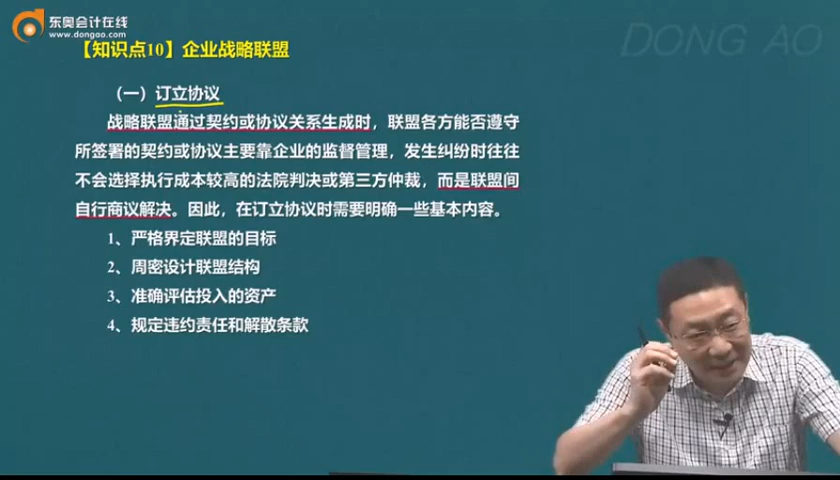 东奥会计在线
www.dongao.com
DONG AO
【知识点10】企业战略联盟
（一）订立协议
战略联盟通过契约或协议关系生成时，联盟各方能否遵守
所签署的契约或协议主要靠企业的监督管理，发生纠纷时往往
不会选择执行成本较高的法院判决或第三方仲裁，而是联盟间
自行商议解决。因此，在订立协议时需要明确一些基本内容。
1、严格界定联盟的目标
2、周密设计联盟结构
3、准确评估投入的资产
4、规定违约责任和解散条款